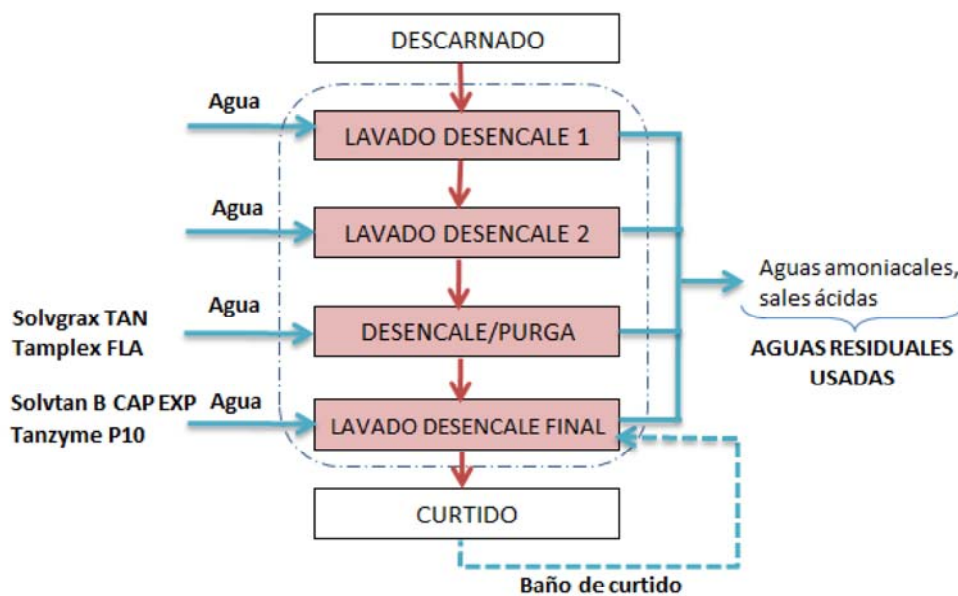 DESCARNADO
Agua
LAVADO DESENCALE 1
Agua
LAVADO DESENCALE 2
Aguas amoniacales,
sales ácidas
AGUAS RESIDUALES
USADAS
Solvgrax TAN
Tamplex FLA
Agua
DESENCALE/PURGA
Solvtan B CAP EXP
Tanzyme P10
Agua
LAVADO DESENCALE FINAL
CURTIDO
Baño de curtido